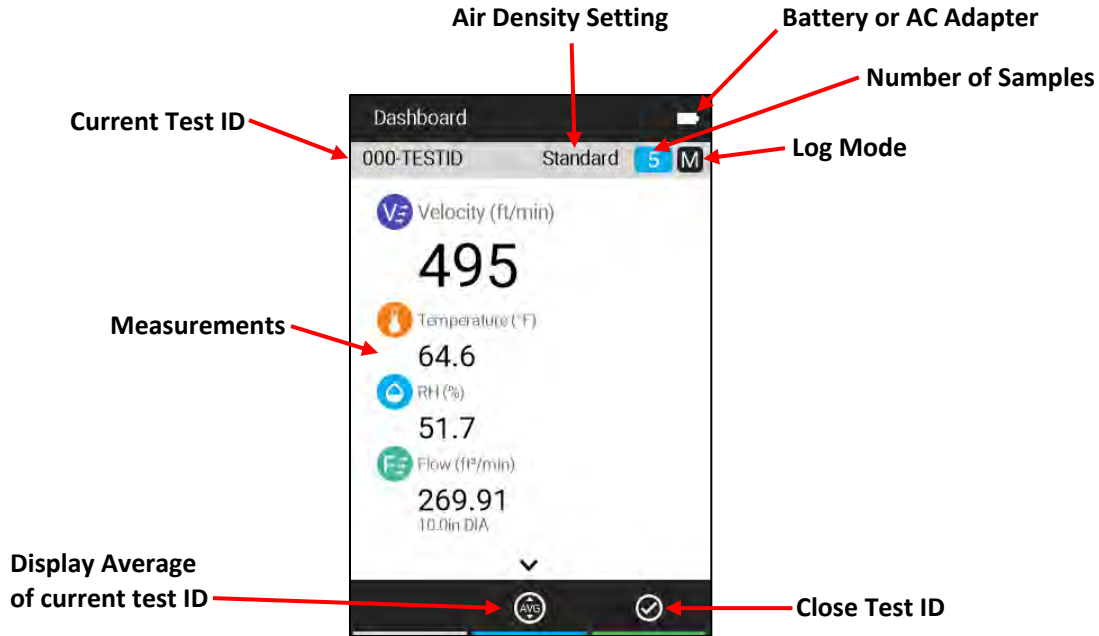 Air Density Setting
Battery or AC Adapter
Number of Samples
Current Test ID
Log Mode
Dashboard
000-TESTID Standard 5 M
V Velocity (ft/min)
495
Measurements
Temperature (°F)
64.6
RH (%)
51.7
F Flow (ft³/min)
269.91
10.0in DIA
Display Average
of current test ID
AVG
Close Test ID